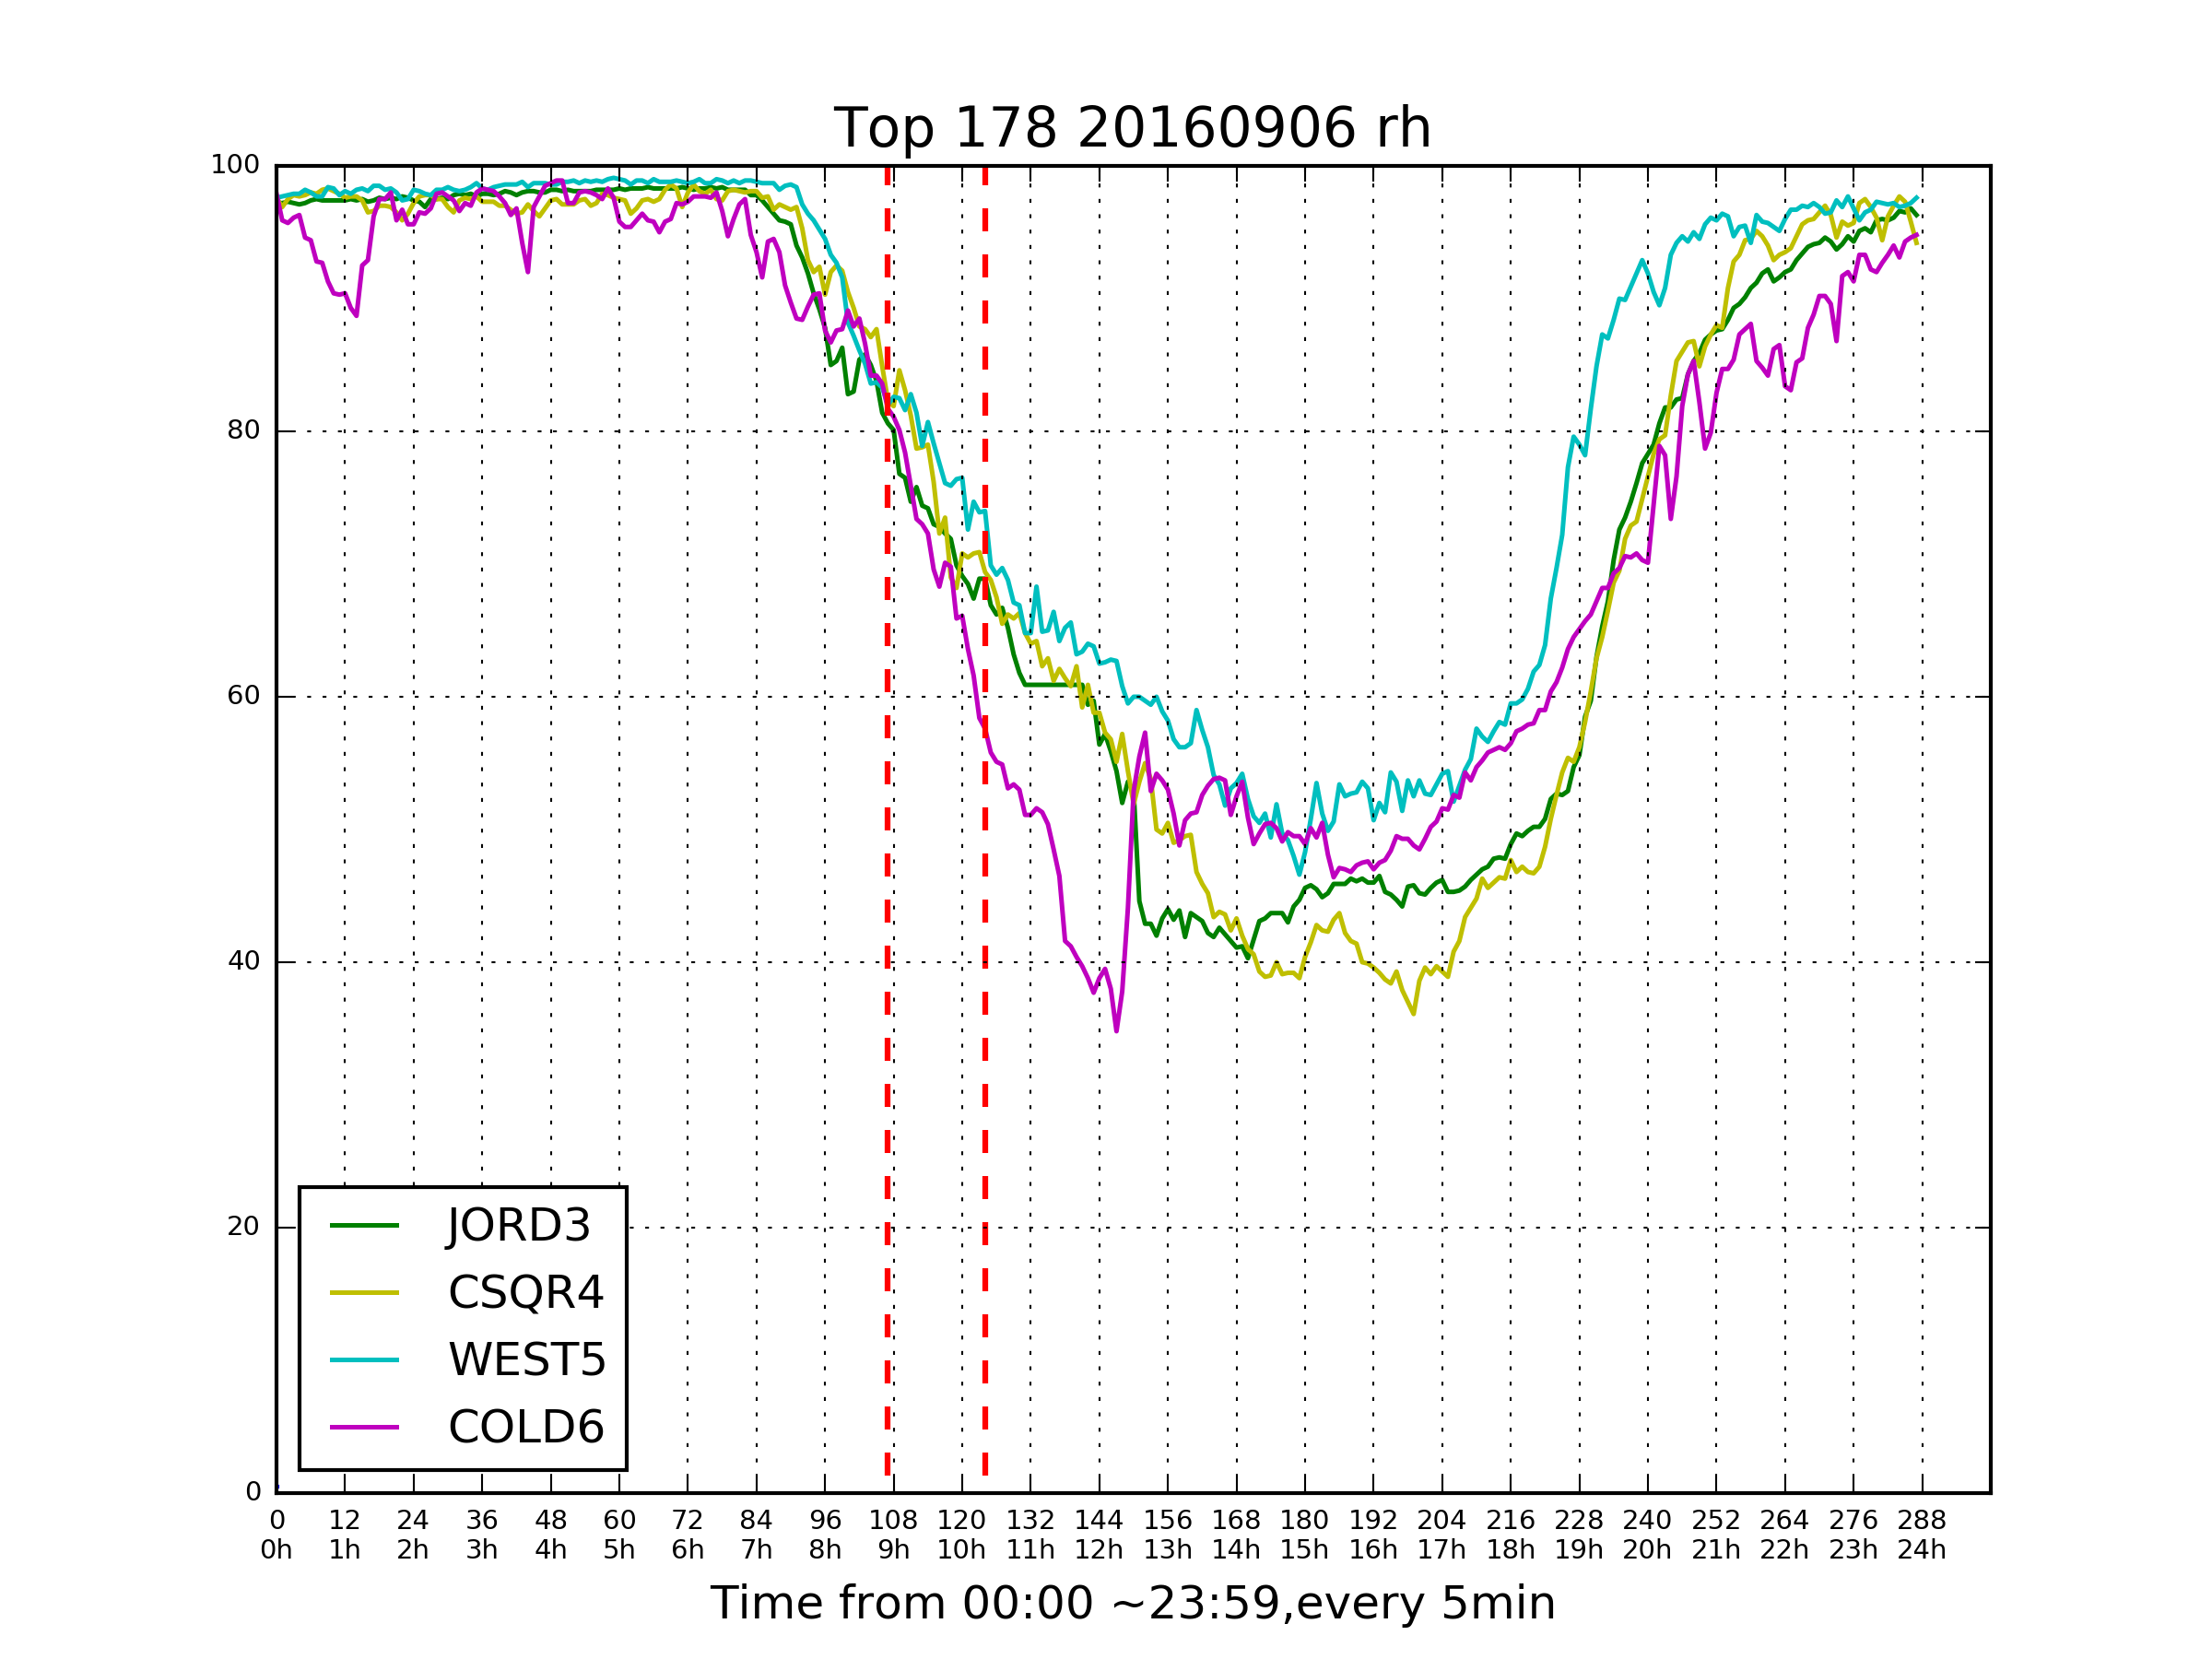 Top 178 20160906 rh
100
80
60
40
20
0
JORD3
CSQR4
WEST5
COLD6
0 12 24 36 48 60 72 84 96 108 120 132 144 156 168 180 192 204 216 228 240 252 264 276 288
0h 1h 2h 3h 4h 5h 6h 7h 8h 9h 10h 11h 12h 13h 14h 15h 16h 17h 18h 19h 20h 21h 22h 23h 24h
Time from 00:00 ~23:59,every 5min